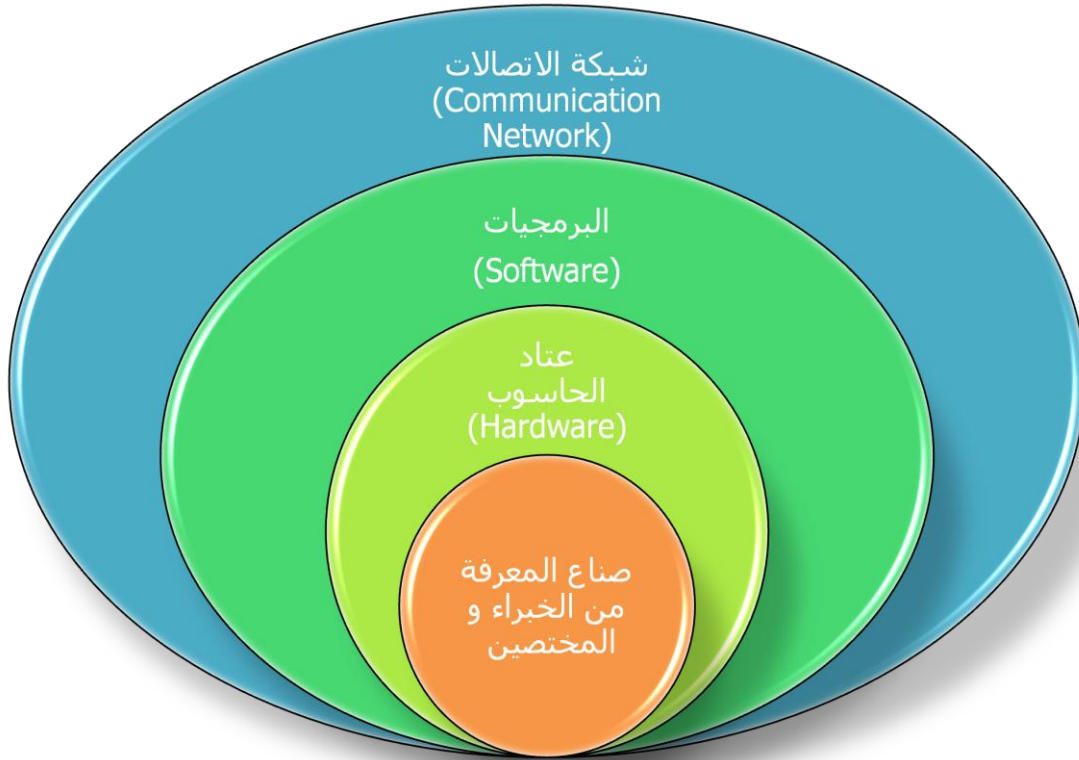 شبكة الاتصالات
(Communication
Network)
البرمجيات
(Software)
عتاد
الحاسوب
(Hardware)
صناع المعرفة
من الخبراء و
المختصين